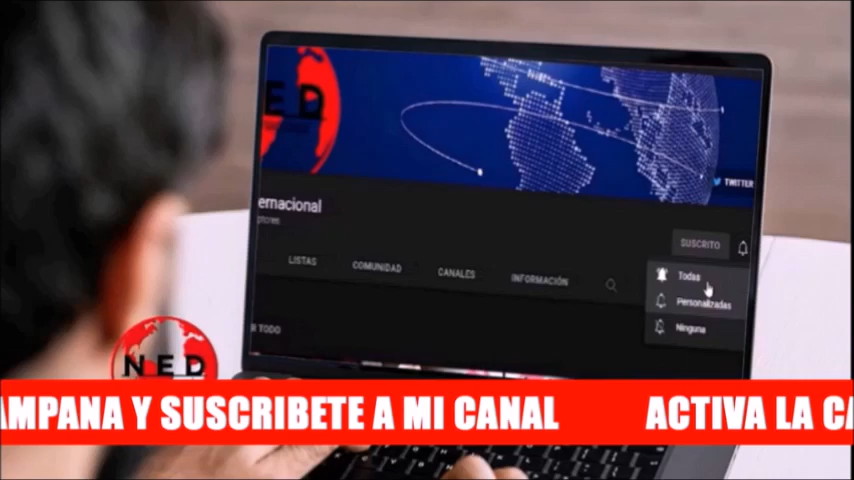 NED
TWITTER
ernacional
SUSCRITO
LISTAS
COMUNIDAD
CANALES
INFORMACIÓN
Todas
Personalizadas
Ninguna
R TODO
NED
AMPANA Y SUSCRIBETE A MI CANAL ACTIVA LA CA